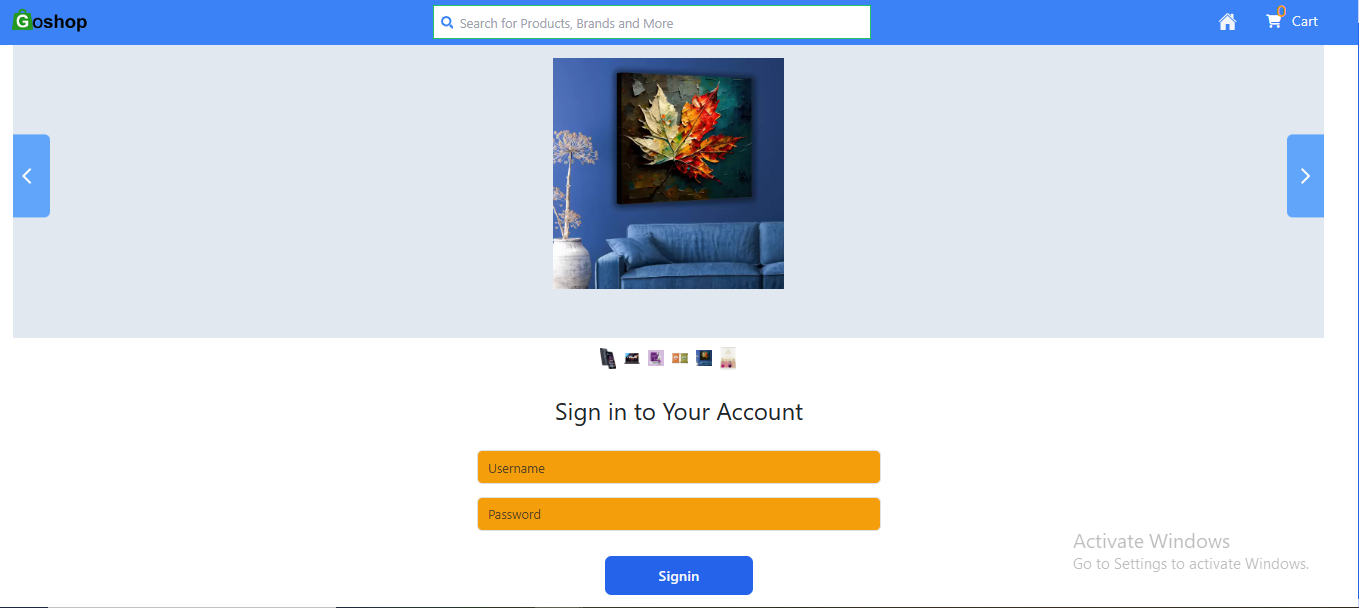 Goshop
Search for Products, Brands and More
0
Cart
Sign in to Your Account
Username
Password
Signin
Activate Windows
Go to Settings to activate Windows.